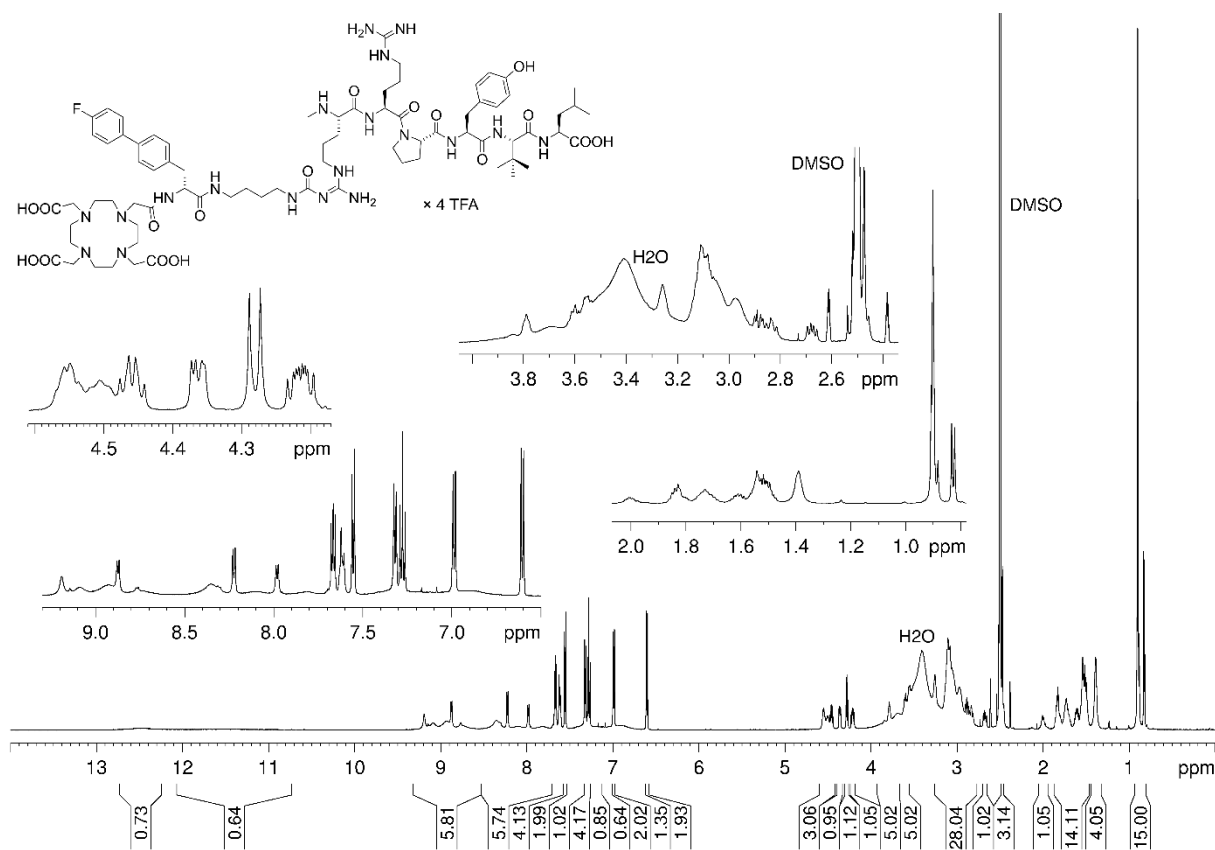 H2N NH
HN
OH
F
O O O O
N H N H N N H N H N H COOH
O O O
HN
HN N H N H N NH2
O O
DMSO
× 4 TFA
HOOC O
N N
N N
HOOC COOH
DMSO
H2O
3.8 3.6 3.4 3.2 3.0 2.8 2.6 ppm
4.5 4.4 4.3 ppm
2.0 1.8 1.6 1.4 1.2 1.0 ppm
9.0 8.5 8.0 7.5 7.0 ppm
H2O
13 12 11 10 9 8 7 6 5 4 3 2 1 ppm
0.73 0.64 5.81 5.74 4.13 1.99 1.02 4.17 0.85 0.64 2.02 1.35 1.93 3.06 0.95 1.12 1.05 5.02 5.02 28.04 1.02 3.14 1.05 14.11 4.05 15.00